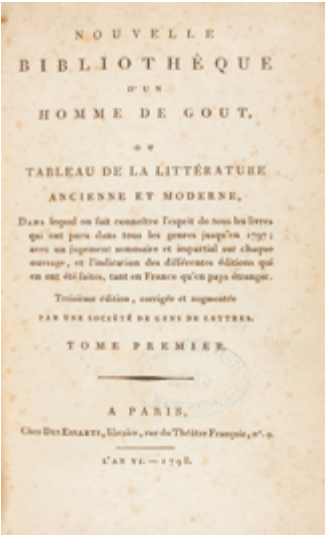 NOUVELLE
BIBLIOTHÈQUE
D'UN
HOMME DE GOUT,
OU
TABLEAU DE LA LITTÉRATURE
ANCIENNE ET MODERNE,
DANS lequel on fait connoître l'esprit de tous les livres
qui ont paru dans tous les genres jusqu'en 1797;
avec un jugement sommaire et impartial sur chaque
ouvrage, et l'indication des différentes éditions qui
en ont été faites, tant en France qu'en pays étranger.
Troisième édition, corrigée et augmentée
PAR UNE SOCIÉTÉ DE GENS DE LETTRES.
TOME PREMIER.
A PARIS,
Chez DES ESSARTS, libraire, rue du Théâtre François, n°. 9.
L'AN VI. — 1798.